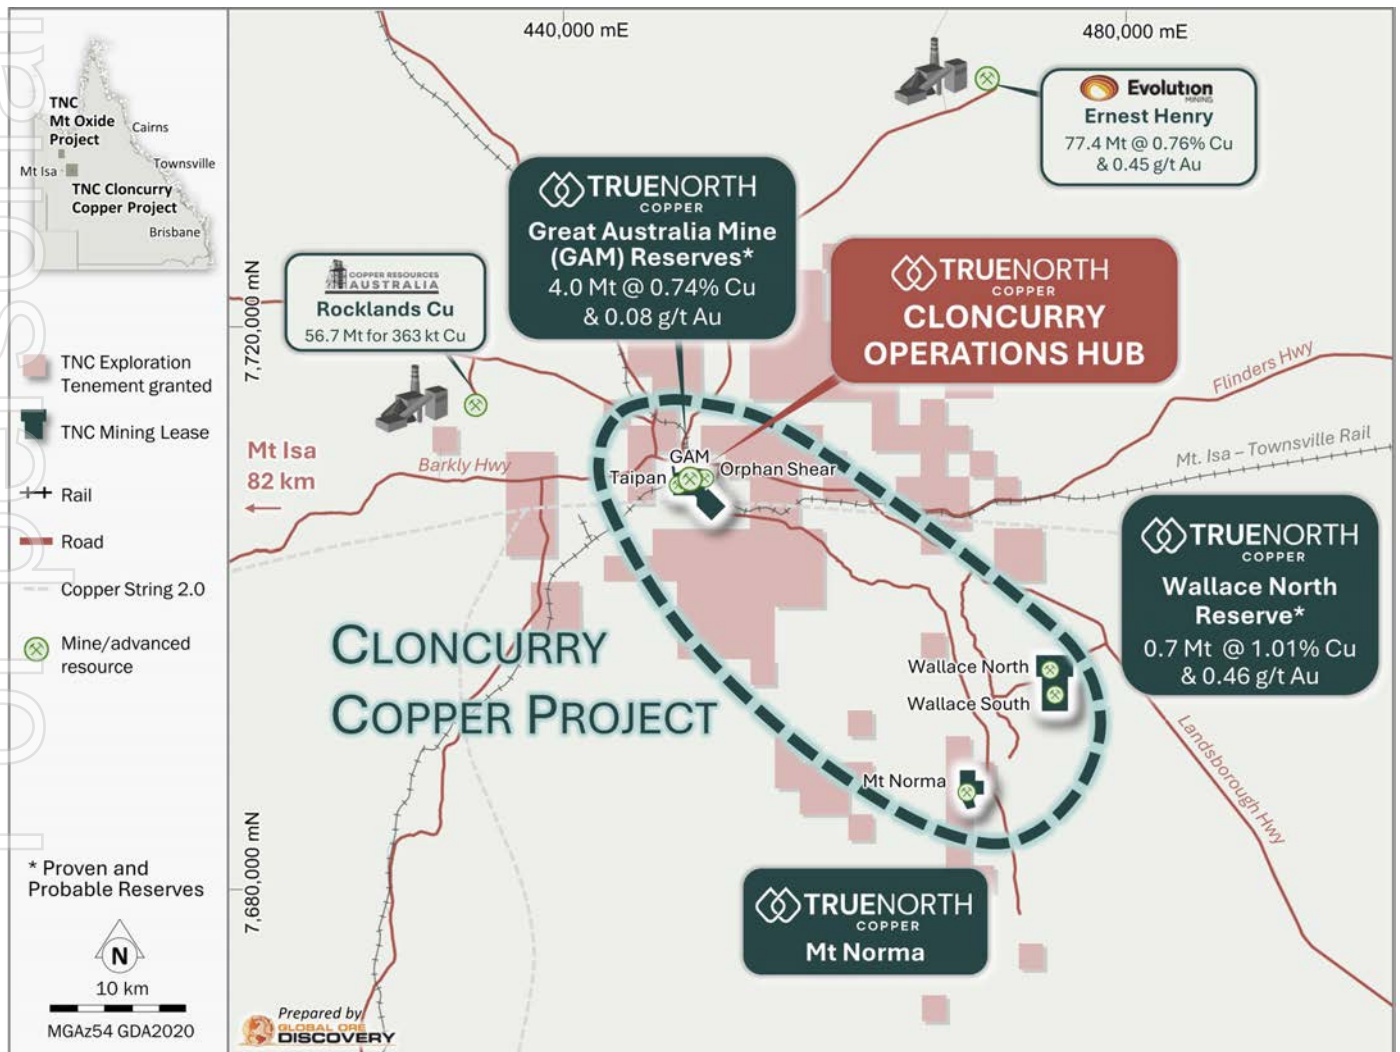 For personal
440,000 mE
480,000 mE
TNC
Mt Oxide
Project
Cairns
Townsville
Mt Isa
TNC Cloncurry
Copper Project
Brisbane
Evolution
MINING
Ernest Henry
77.4 Mt @ 0.76% Cu
& 0.45 g/t Au
TRUENORTH
COPPER
Great Australia Mine
(GAM) Reserves*
4.0 Mt @ 0.74% Cu
& 0.08 g/t Au
COPPER RESOURCES
AUSTRALIA
Rocklands Cu
56.7 Mt for 363 kt Cu
TRUENORTH
COPPER
CLONCURRY
OPERATIONS HUB
7,720,000 mN
TNC Exploration
Tenement granted
TNC Mining Lease
Rail
Road
Copper String 2.0
Mine/advanced
resource
Flinders Hwy
Mt. Isa – Townsville Rail
Mt Isa
82 km
Barkly Hwy
GAM
Taipan
Orphan Shear
TRUENORTH
COPPER
Wallace North
Reserve*
0.7 Mt @ 1.01% Cu
& 0.46 g/t Au
CLONCURRY
COPPER PROJECT
Wallace North
Wallace South
Landsborough Hwy
Mt Norma
7,680,000 mN
TRUENORTH
COPPER
Mt Norma
* Proven and
Probable Reserves
N
10 km
MGAz54 GDA2020
Prepared by
GLOBAL ORE
DISCOVERY